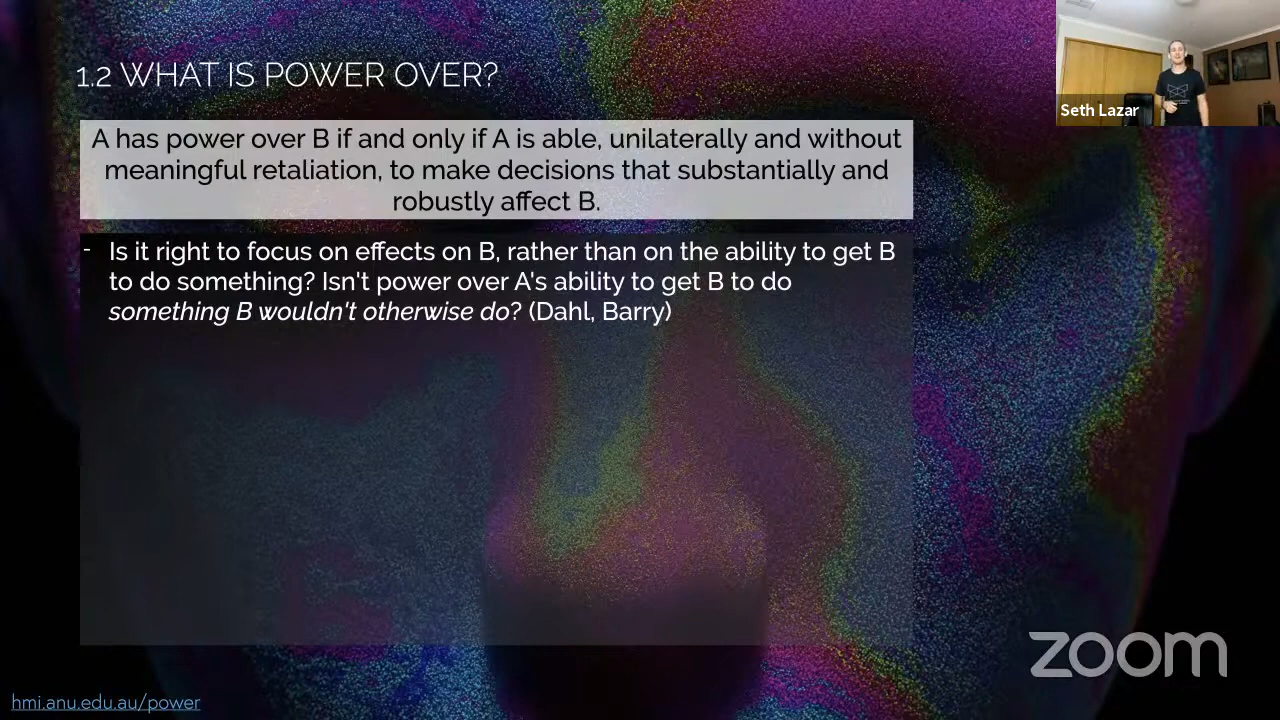 1.2 WHAT IS POWER OVER?
Seth Lazar
A has power over B if and only if A is able, unilaterally and without
meaningful retaliation, to make decisions that substantially and
robustly affect B.
- Is it right to focus on effects on B, rather than on the ability to get B
to do something? Isn't power over A's ability to get B to do
something B wouldn't otherwise do? (Dahl, Barry)
zoom
hmi.anu.edu.au/power